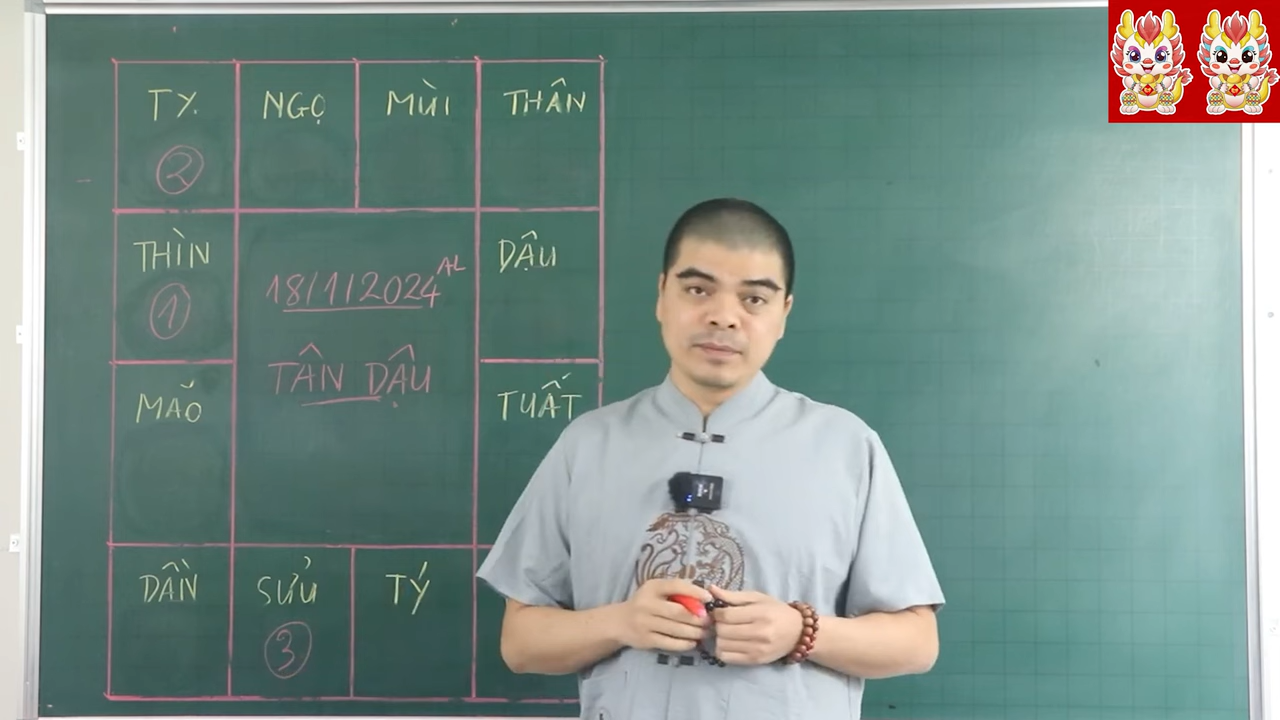 TỴ
NGỌ
MÙI
THÂN
②
THÌN
①
18/1/2024 AL
TÂN DẬU
DẬU
MÃO
TUẤT
DẦN
SỬU
③
TÝ